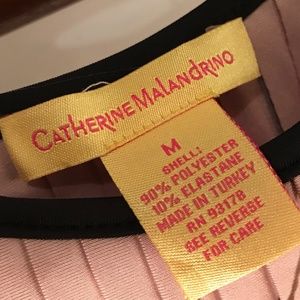 CATHERINE MALANDRINO
M
SHELL:
90% POLYESTER
10% ELASTANE
MADE IN TURKEY
RN 93178
SEE REVERSE
FOR CARE